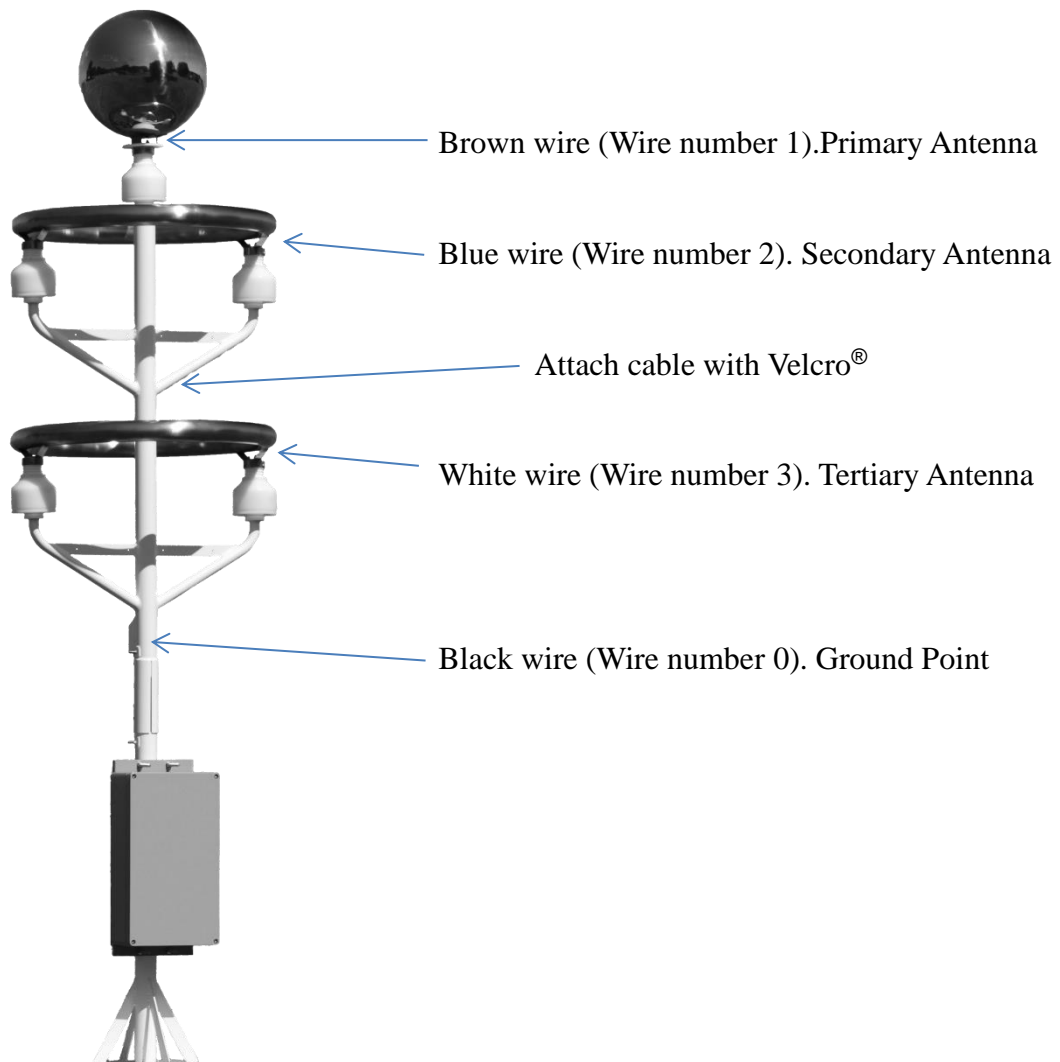 Brown wire (Wire number 1).Primary Antenna
Blue wire (Wire number 2). Secondary Antenna
Attach cable with Velcro®
White wire (Wire number 3). Tertiary Antenna
Black wire (Wire number 0). Ground Point